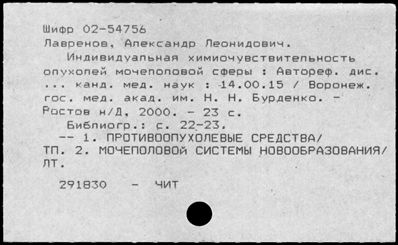 Шифр 02-54756
Лавренов, Александр Леонидович.
Индивидуальная химиочувствительность
опухолей мочеполовой сферы : Автореф. дис.
... канд. мед. наук : 14.00.15 / Воронеж.
гос. мед. акад. им. Н. Н. Бурденко. -
Ростов н/Д, 2000. - 23 с.
Библиогр.: с. 22-23.
-- 1. ПРОТИВООПУХОЛЕВЫЕ СРЕДСТВА/
ТП. 2. МОЧЕПОЛОВОЙ СИСТЕМЫ НОВООБРАЗОВАНИЯ/
ЛТ.
291830 - ЧИТ